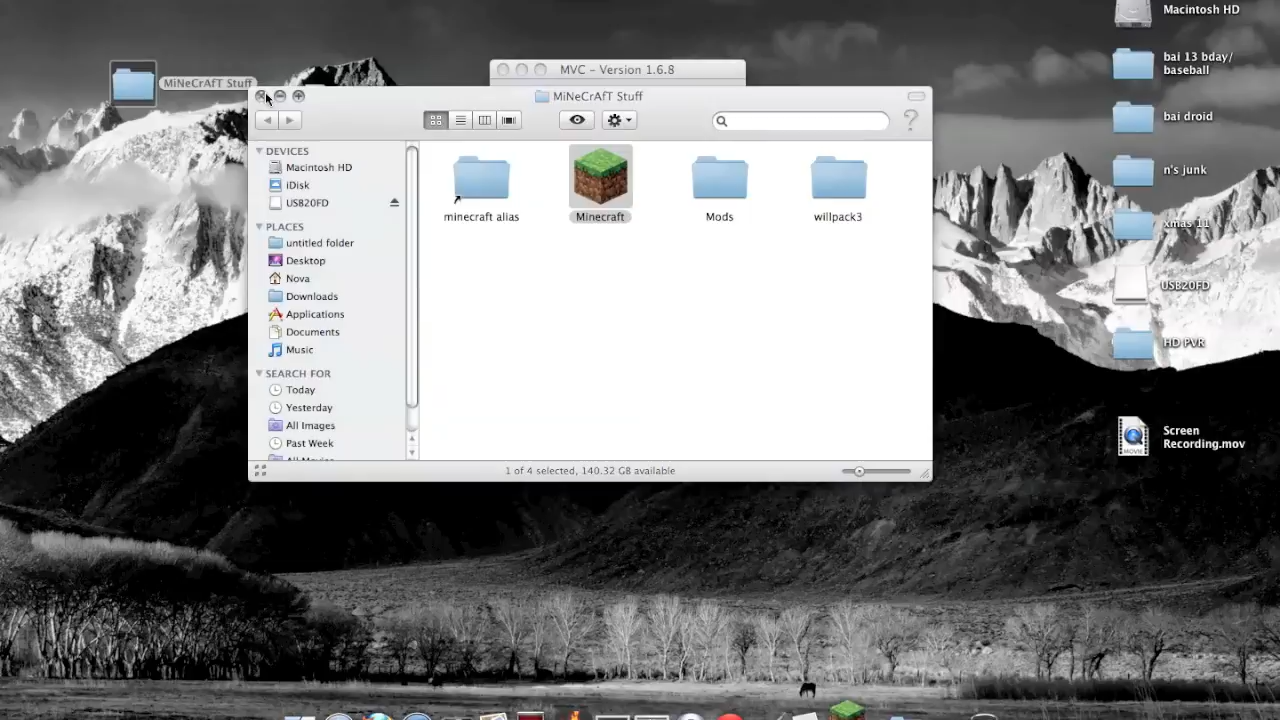 Macintosh HD
bai 13 bday/
baseball
bai droid
n's junk
xmas 11
USB20FD
HD PVR
Screen
Recording.mov
MOVIE
MiNeCrAfT Stuff
MVC – Version 1.6.8
MiNeCrAfT Stuff
?
DEVICES
Macintosh HD
iDisk
USB20FD
PLACES
untitled folder
Desktop
Nova
Downloads
Applications
Documents
Music
SEARCH FOR
Today
Yesterday
All Images
Past Week
minecraft alias
Minecraft
Mods
willpack3
1 of 4 selected, 140.32 GB available